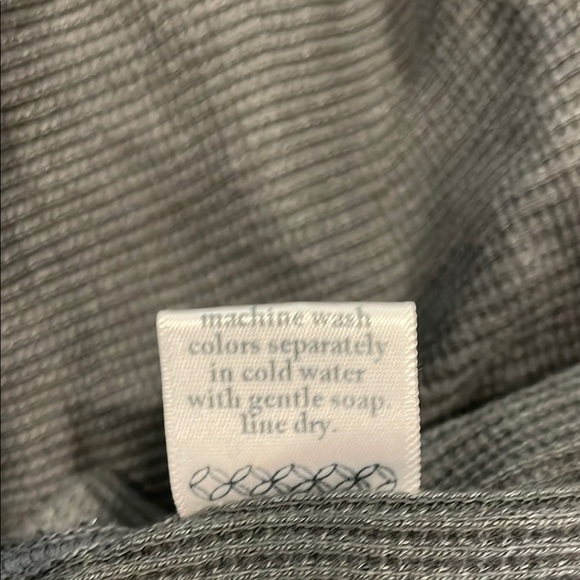 machine wash
colors separately
in cold water
with gentle soap.
line dry.